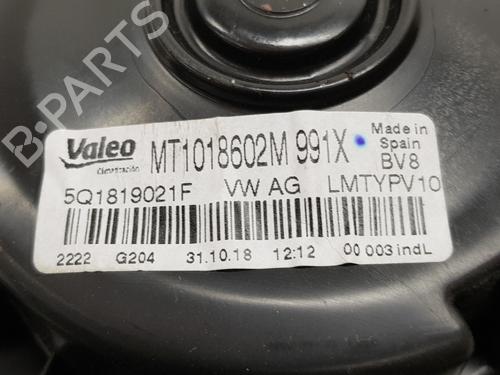 B-PARTS
Valeo MT1018602M 991X Made in
Climatización Spain
BV8
5Q1819021F VW AG LMTYPV10
2222 G204 31.10.18 12:12 00 003 indL